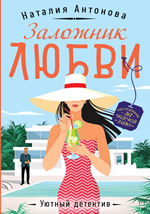 Наталия Антонова
Заложник
ЛЮБВИ
Уютный детектив